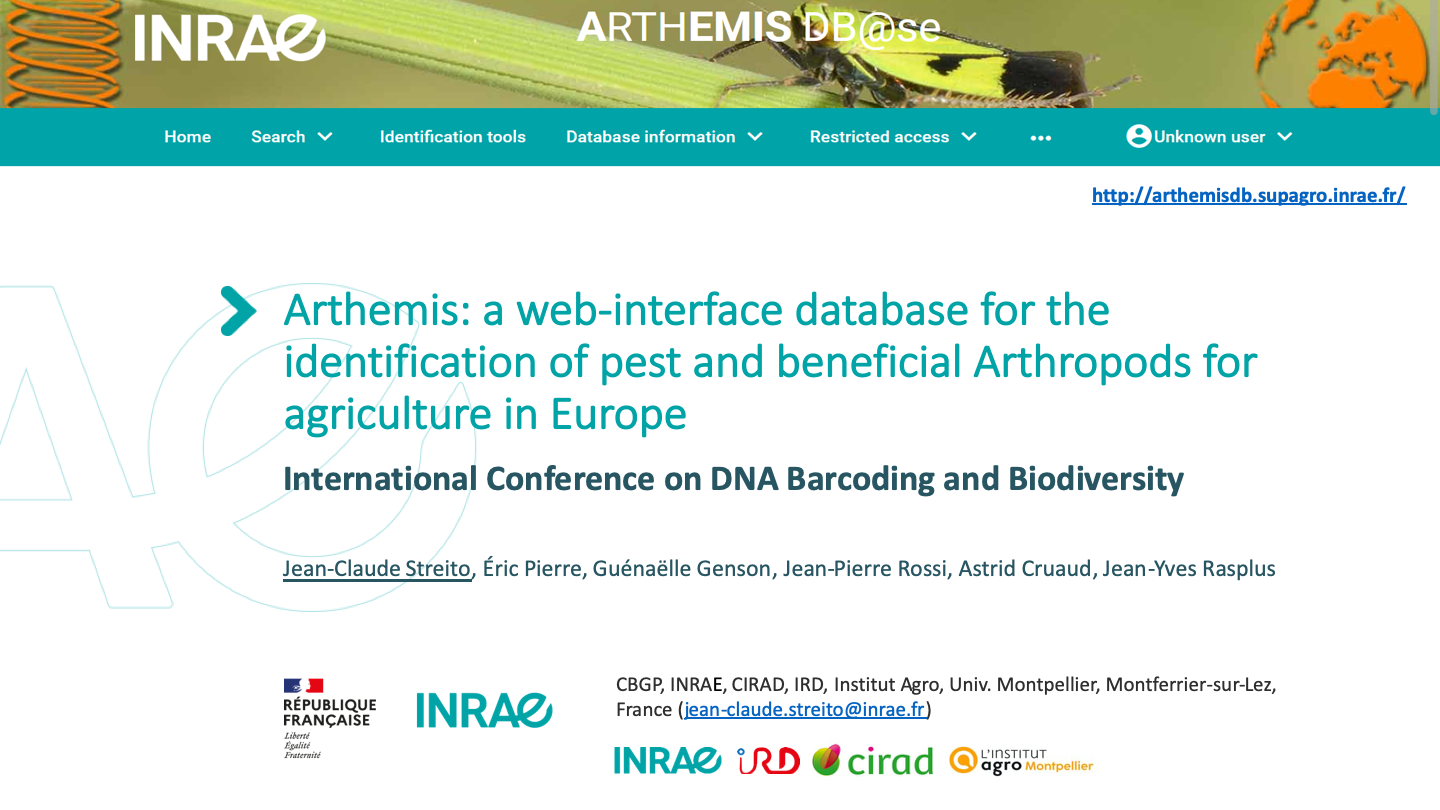 INRAE
ARTHEMIS DB@se
Home Search Identification tools Database information Restricted access ••• Unknown user
http://arthemisdb.supagro.inrae.fr/
Arthemis: a web-interface database for the
identification of pest and beneficial Arthropods for
agriculture in Europe
International Conference on DNA Barcoding and Biodiversity
Jean-Claude Streito, Éric Pierre, Guénaëlle Genson, Jean-Pierre Rossi, Astrid Cruaud, Jean-Yves Rasplus
RÉPUBLIQUE
FRANÇAISE
Liberté
Égalité
Fraternité
INRAE
CBGP, INRAE, CIRAD, IRD, Institut Agro, Univ. Montpellier, Montferrier-sur-Lez,
France (jean-claude.streito@inrae.fr)
INRAE
IRD
cirad
L'INSTITUT
agro Montpellier